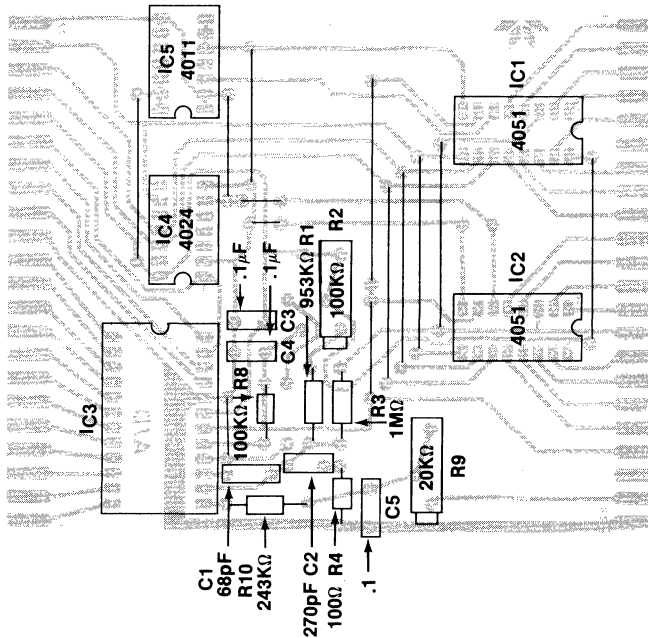 IC5
4011
IC1
4051
IC4
4024
IC2
4051
.1µF
.1µF
953KΩ R1
R2
100KΩ
C3
C4
IC3
A/D
100KΩ R8
R3
1MΩ
20KΩ
R9
C5
C1
68pF
R10
243KΩ
270pF C2
100Ω R4
.1